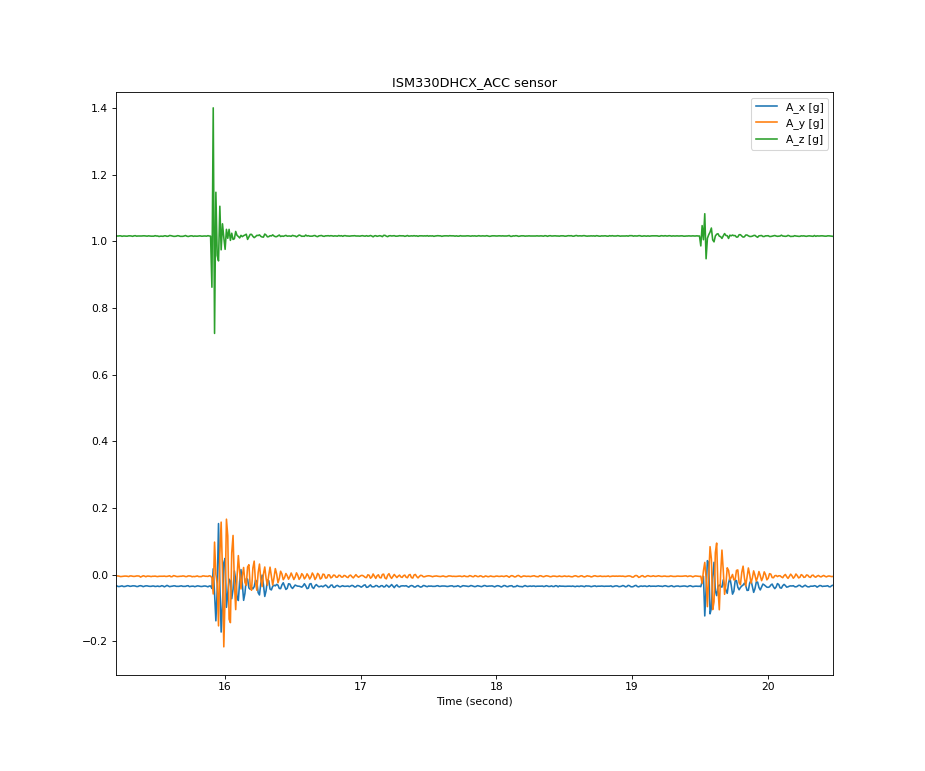 ISM330DHCX_ACC sensor
A_x [g]
A_y [g]
A_z [g]
1.4
1.2
1.0
0.8
0.6
0.4
0.2
0.0
−0.2
16
17
18
19
20
Time (second)